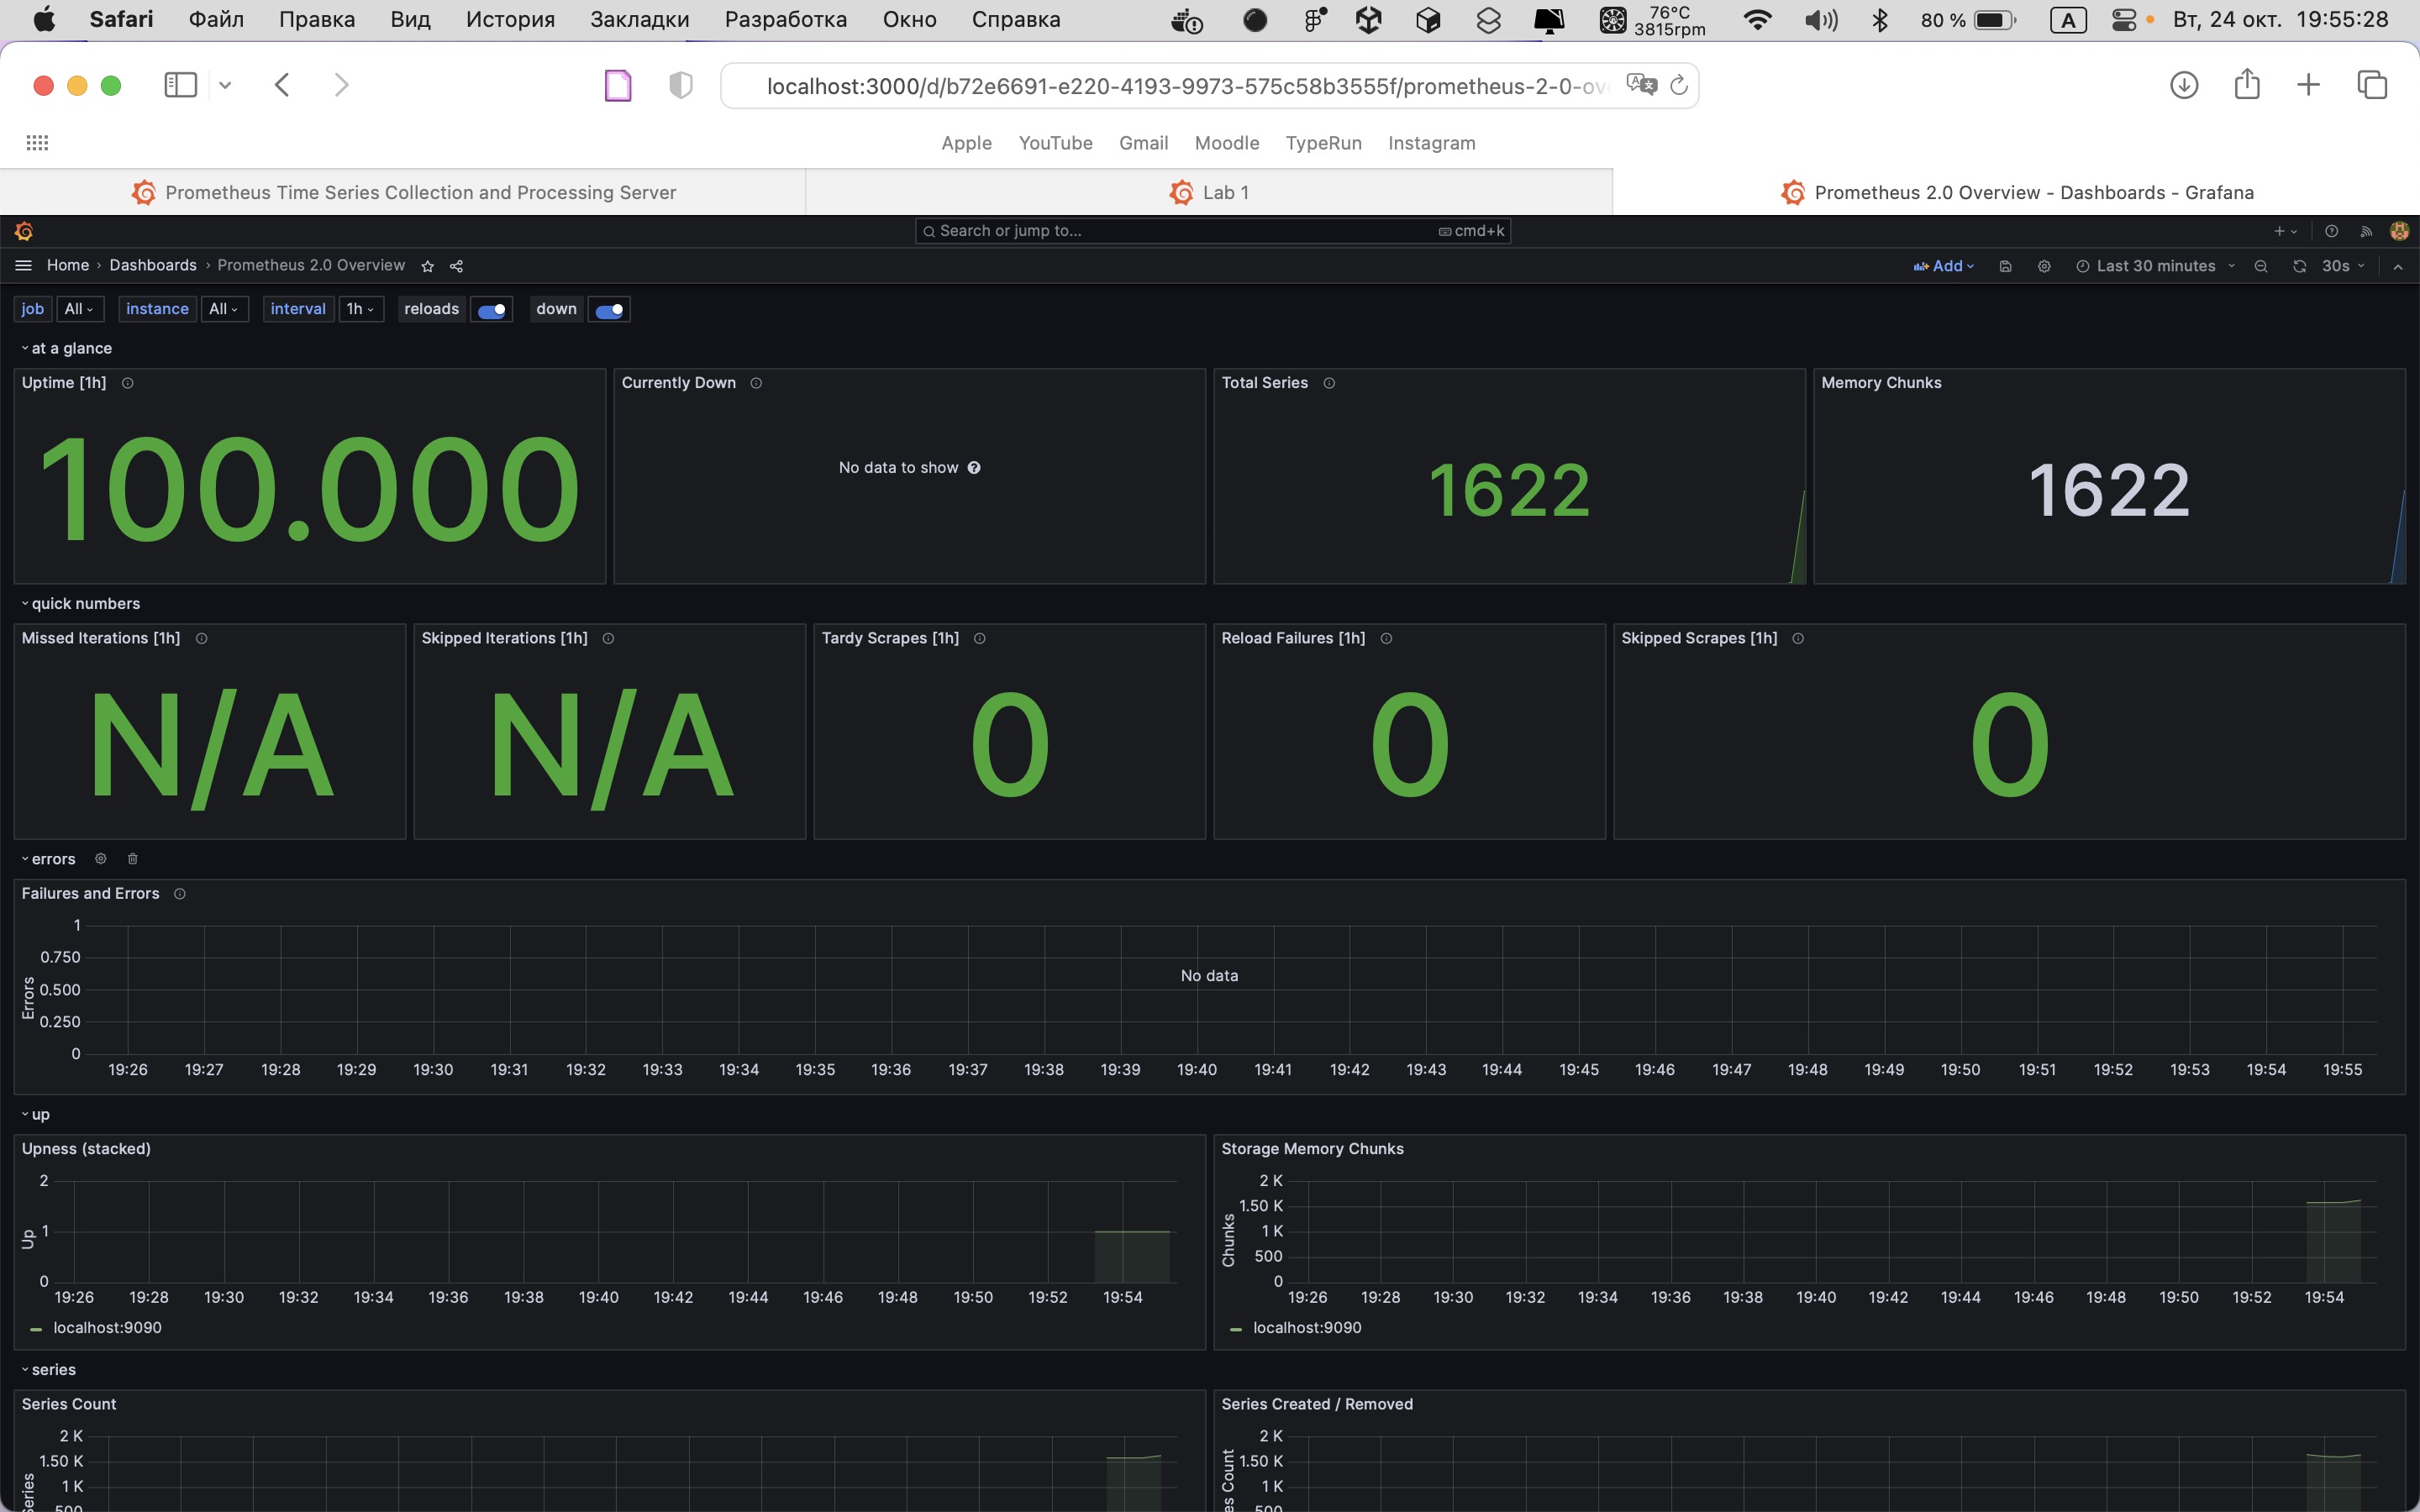 Safari Файл Правка Вид История Закладки Разработка Окно Справка 76°C 3815rpm 80 % A Вт, 24 окт. 19:55:28
localhost:3000/d/b72e6691-e220-4193-9973-575c58b3555f/prometheus-2-0-ov
Apple YouTube Gmail Moodle TypeRun Instagram
Prometheus Time Series Collection and Processing Server Lab 1 Prometheus 2.0 Overview - Dashboards - Grafana
Search or jump to... cmd+k
Home › Dashboards › Prometheus 2.0 Overview Add Last 30 minutes 30s
job All instance All interval 1h reloads down
at a glance
Uptime [1h] Currently Down Total Series Memory Chunks
100.000 No data to show 1622 1622
quick numbers
Missed Iterations [1h] Skipped Iterations [1h] Tardy Scrapes [1h] Reload Failures [1h] Skipped Scrapes [1h]
N/A N/A 0 0 0
errors
Failures and Errors
Errors
1
0.750
No data
0.500
0.250
0
19:26 19:27 19:28 19:29 19:30 19:31 19:32 19:33 19:34 19:35 19:36 19:37 19:38 19:39 19:40 19:41 19:42 19:43 19:44 19:45 19:46 19:47 19:48 19:49 19:50 19:51 19:52 19:53 19:54 19:55
up
Upness (stacked)
Up
2
1
0
19:26 19:28 19:30 19:32 19:34 19:36 19:38 19:40 19:42 19:44 19:46 19:48 19:50 19:52 19:54
localhost:9090
Storage Memory Chunks
Chunks
2 K
1.50 K
1 K
500
0
19:26 19:28 19:30 19:32 19:34 19:36 19:38 19:40 19:42 19:44 19:46 19:48 19:50 19:52 19:54
localhost:9090
series
Series Count
2 K
1.50 K
1 K
500
Series Created / Removed
Count
2 K
1.50 K
1 K
500